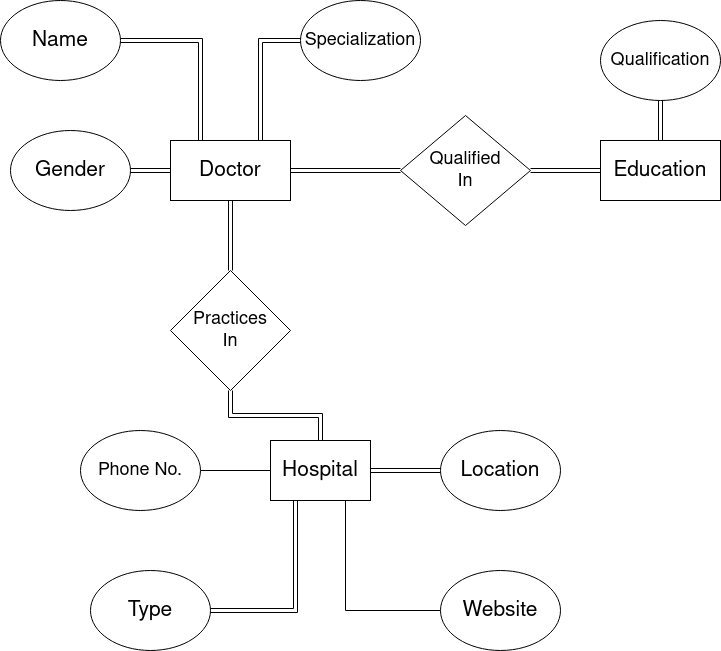 Name
Specialization
Qualification
Gender
Doctor
Qualified
In
Education
Practices
In
Phone No.
Hospital
Location
Type
Website